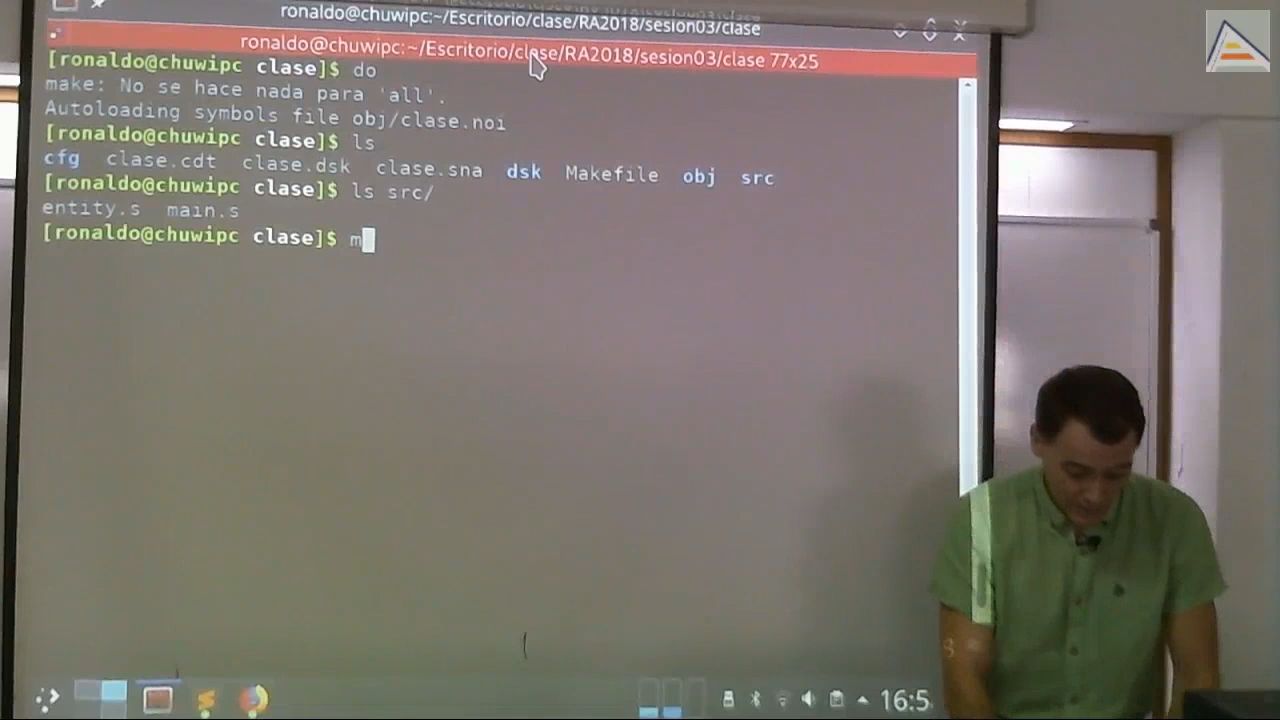 ronaldo@chuwipc:~/Escritorio/clase/RA2018/sesion03/clase
ronaldo@chuwipc:~/Escritorio/clase/RA2018/sesion03/clase 77x25
[ronaldo@chuwipc clase]$ do
make: No se hace nada para 'all'.
Autoloading symbols file obj/clase.noi
[ronaldo@chuwipc clase]$ ls
cfg clase.cdt clase.dsk clase.sna dsk Makefile obj src
[ronaldo@chuwipc clase]$ ls src/
entity.s main.s
[ronaldo@chuwipc clase]$ m
16:5